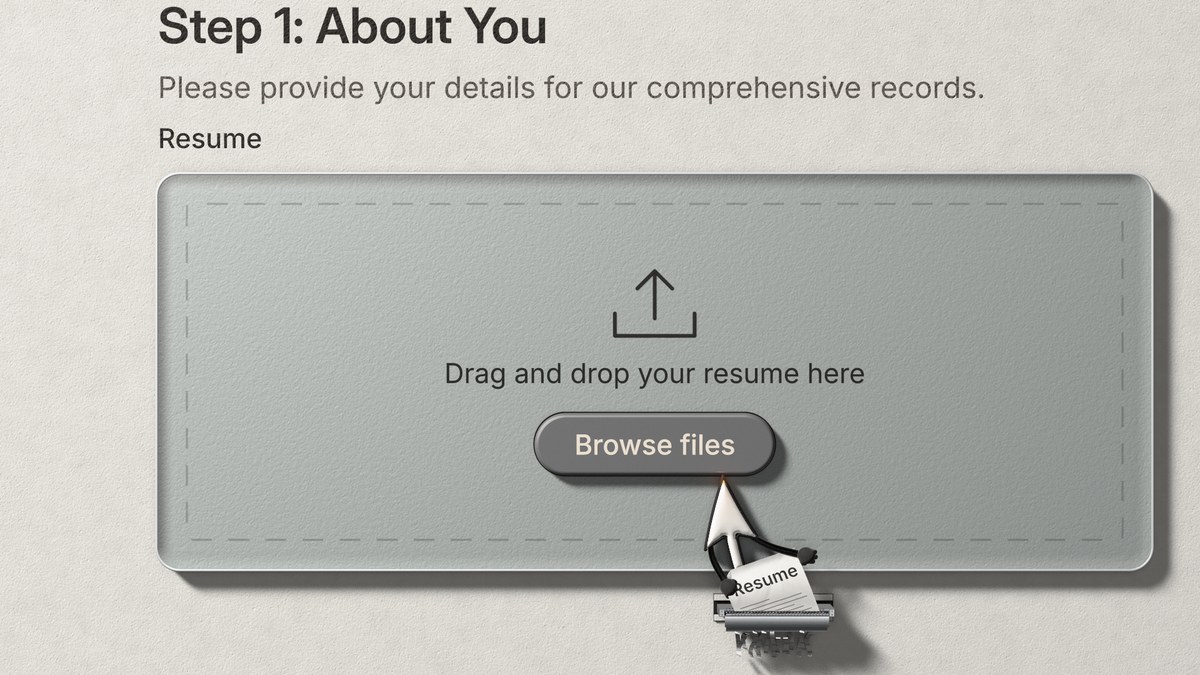 Step 1: About You
Please provide your details for our comprehensive records.
Resume
Drag and drop your resume here
Browse files
Resume